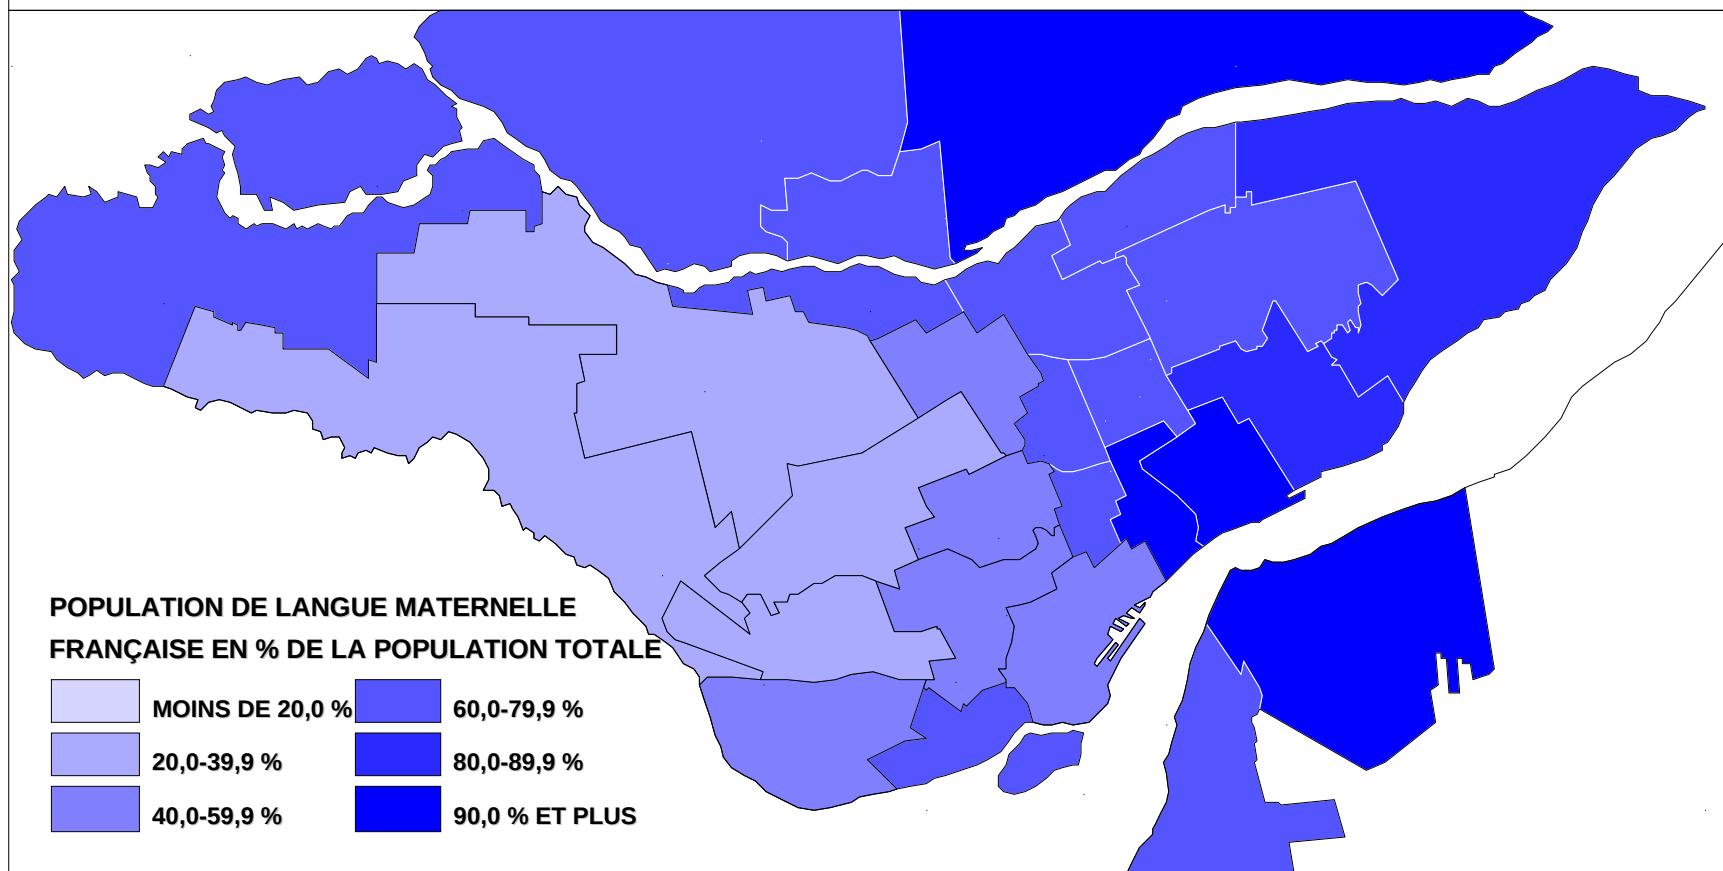 POPULATION DE LANGUE MATERNELLE
FRANÇAISE EN % DE LA POPULATION TOTALE
MOINS DE 20,0 %
20,0-39,9 %
40,0-59,9 %
60,0-79,9 %
80,0-89,9 %
90,0 % ET PLUS